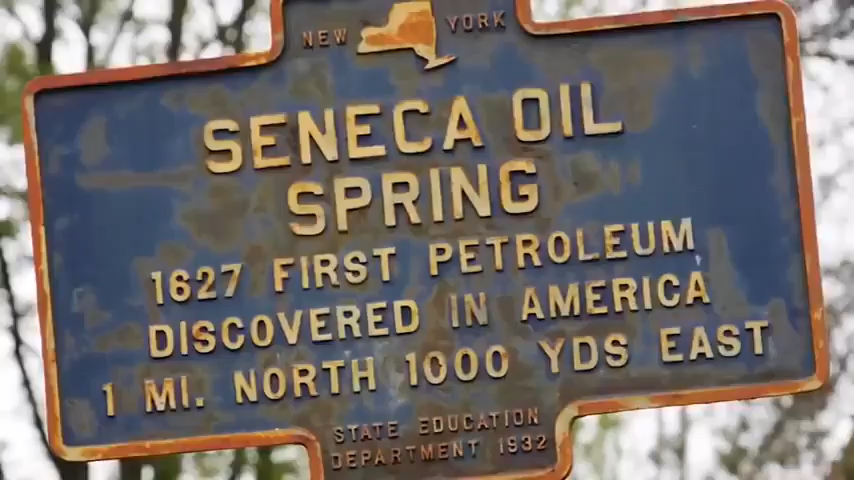 NEW YORK
SENECA OIL
SPRING
1627 FIRST PETROLEUM
DISCOVERED IN AMERICA
1 MI. NORTH 1000 YDS EAST
STATE EDUCATION
DEPARTMENT 1932